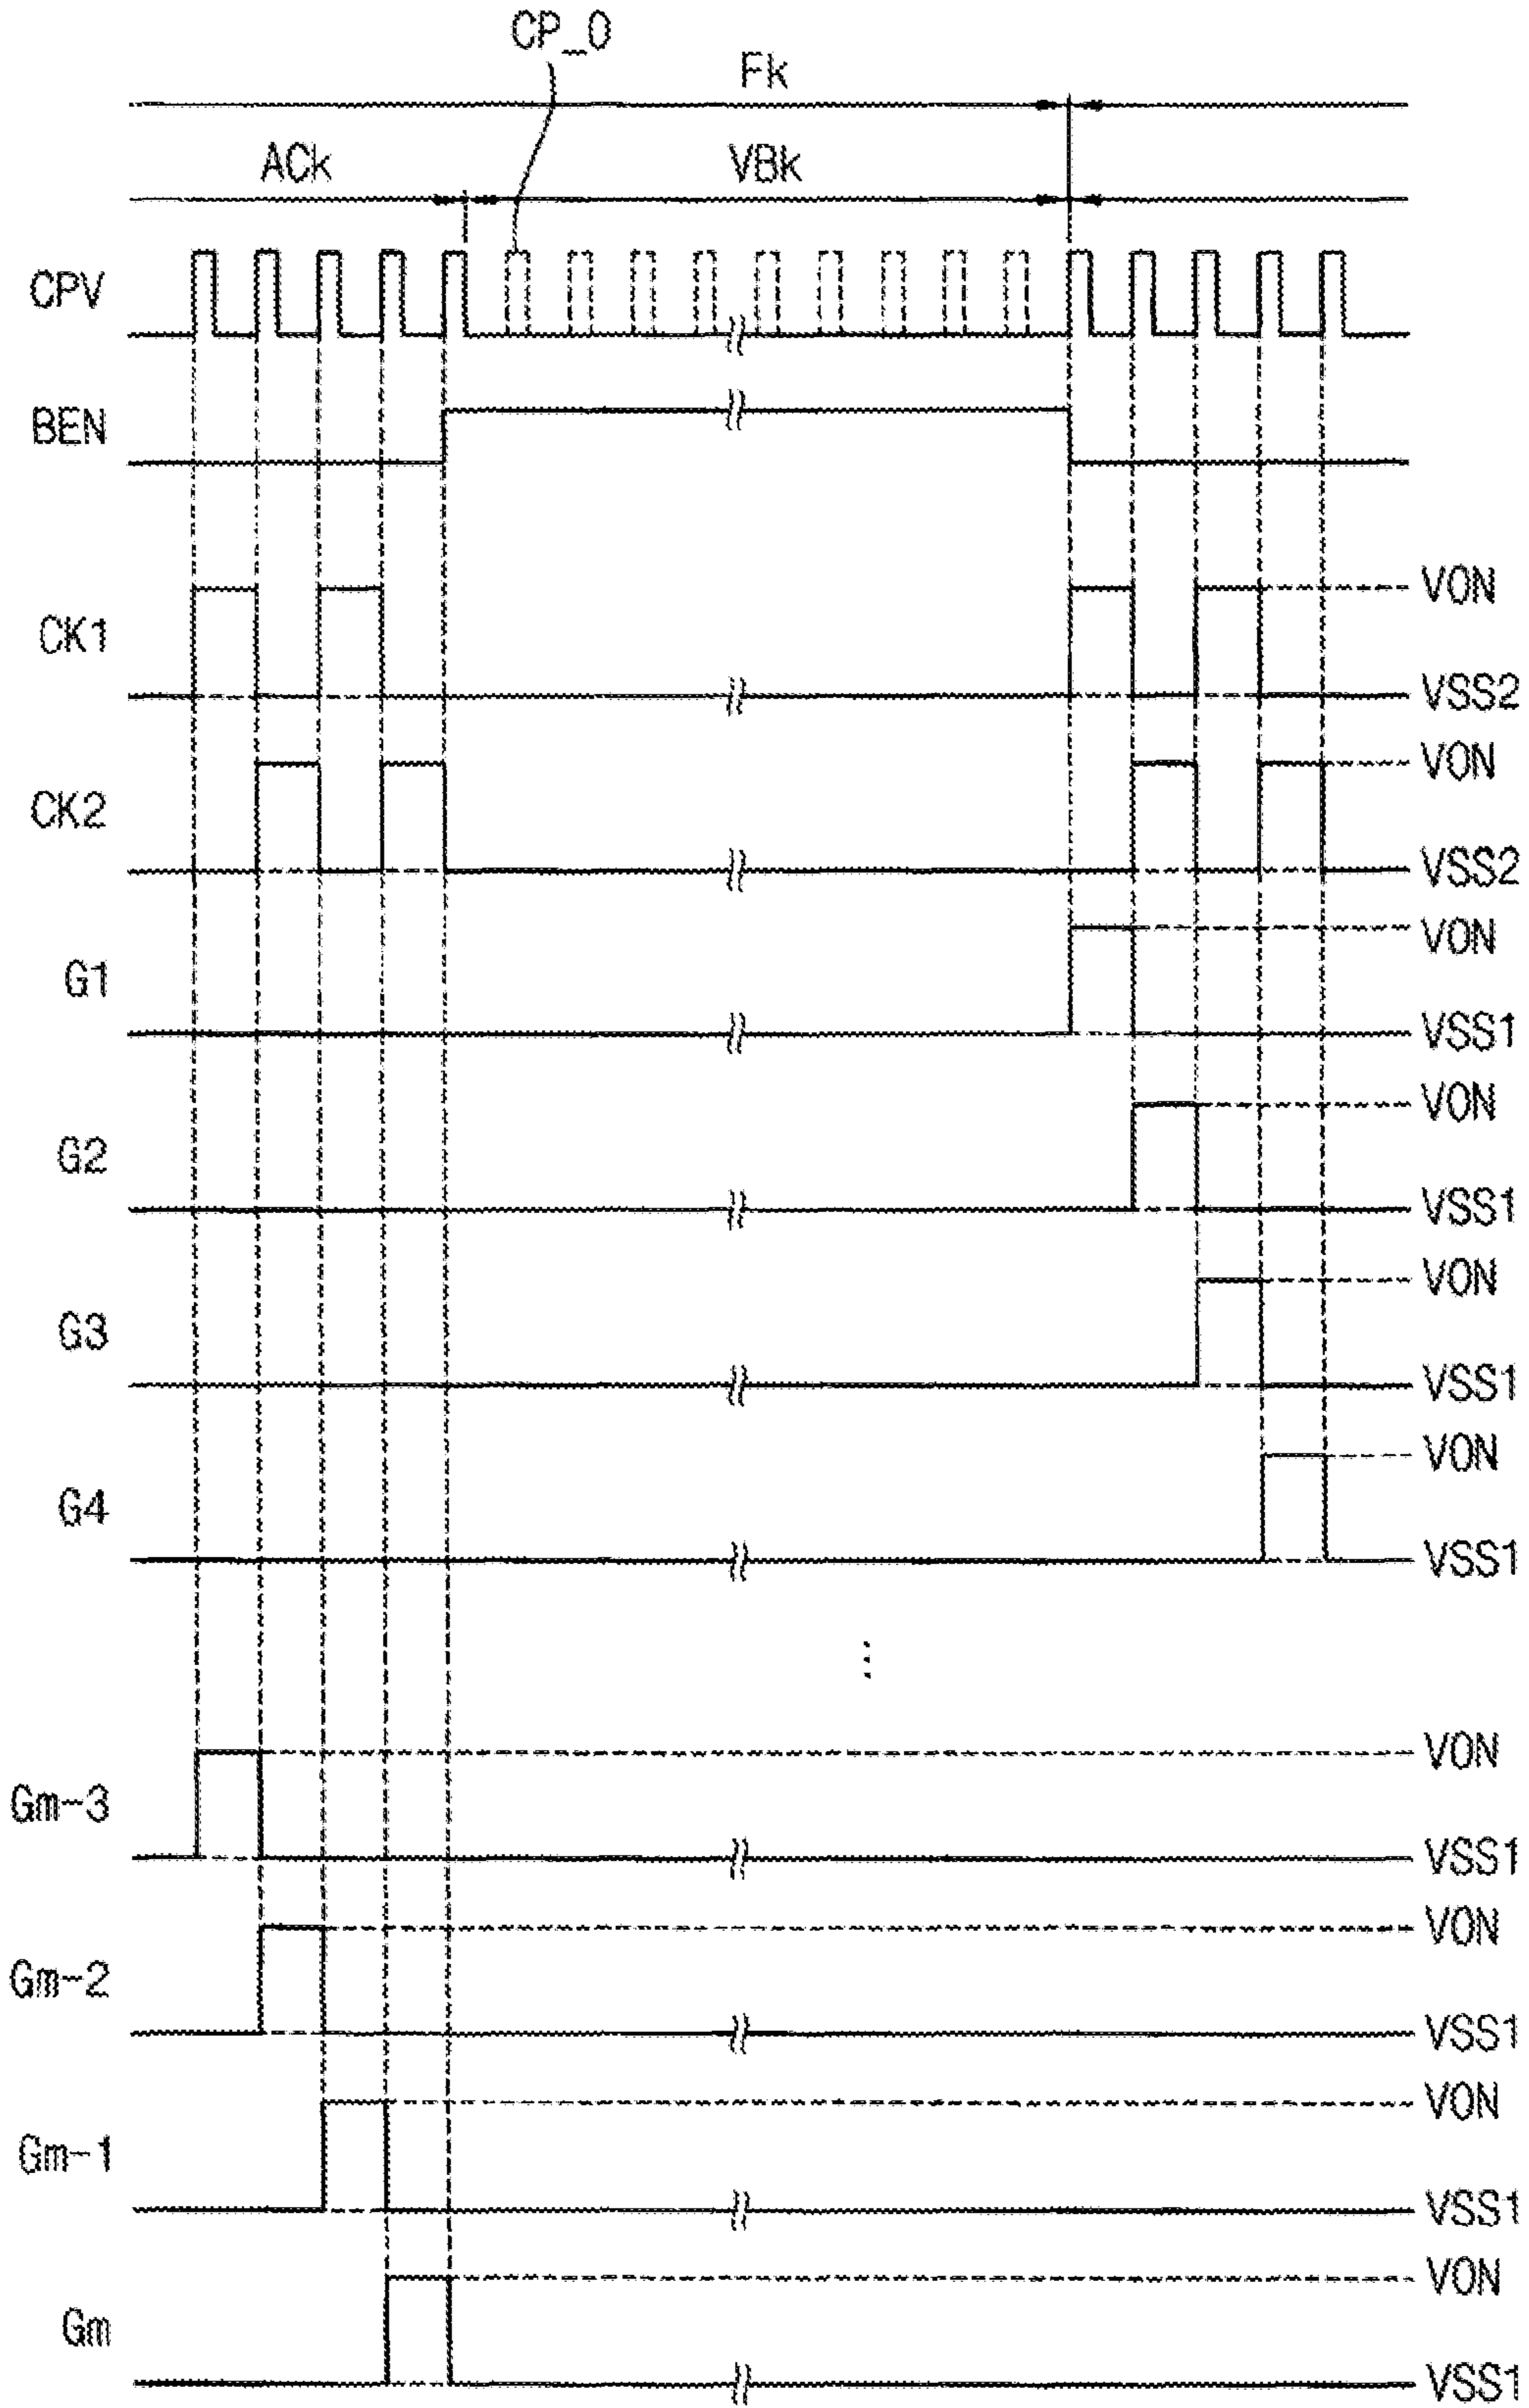 CP_0
Fk
ACk
VBk
CPV
BEN
CK1
VON
VSS2
CK2
VON
VSS2
G1
VON
VSS1
G2
VON
VSS1
G3
VON
VSS1
G4
VON
VSS1
⋮
Gm-3
VON
VSS1
Gm-2
VON
VSS1
Gm-1
VON
VSS1
Gm
VON
VSS1